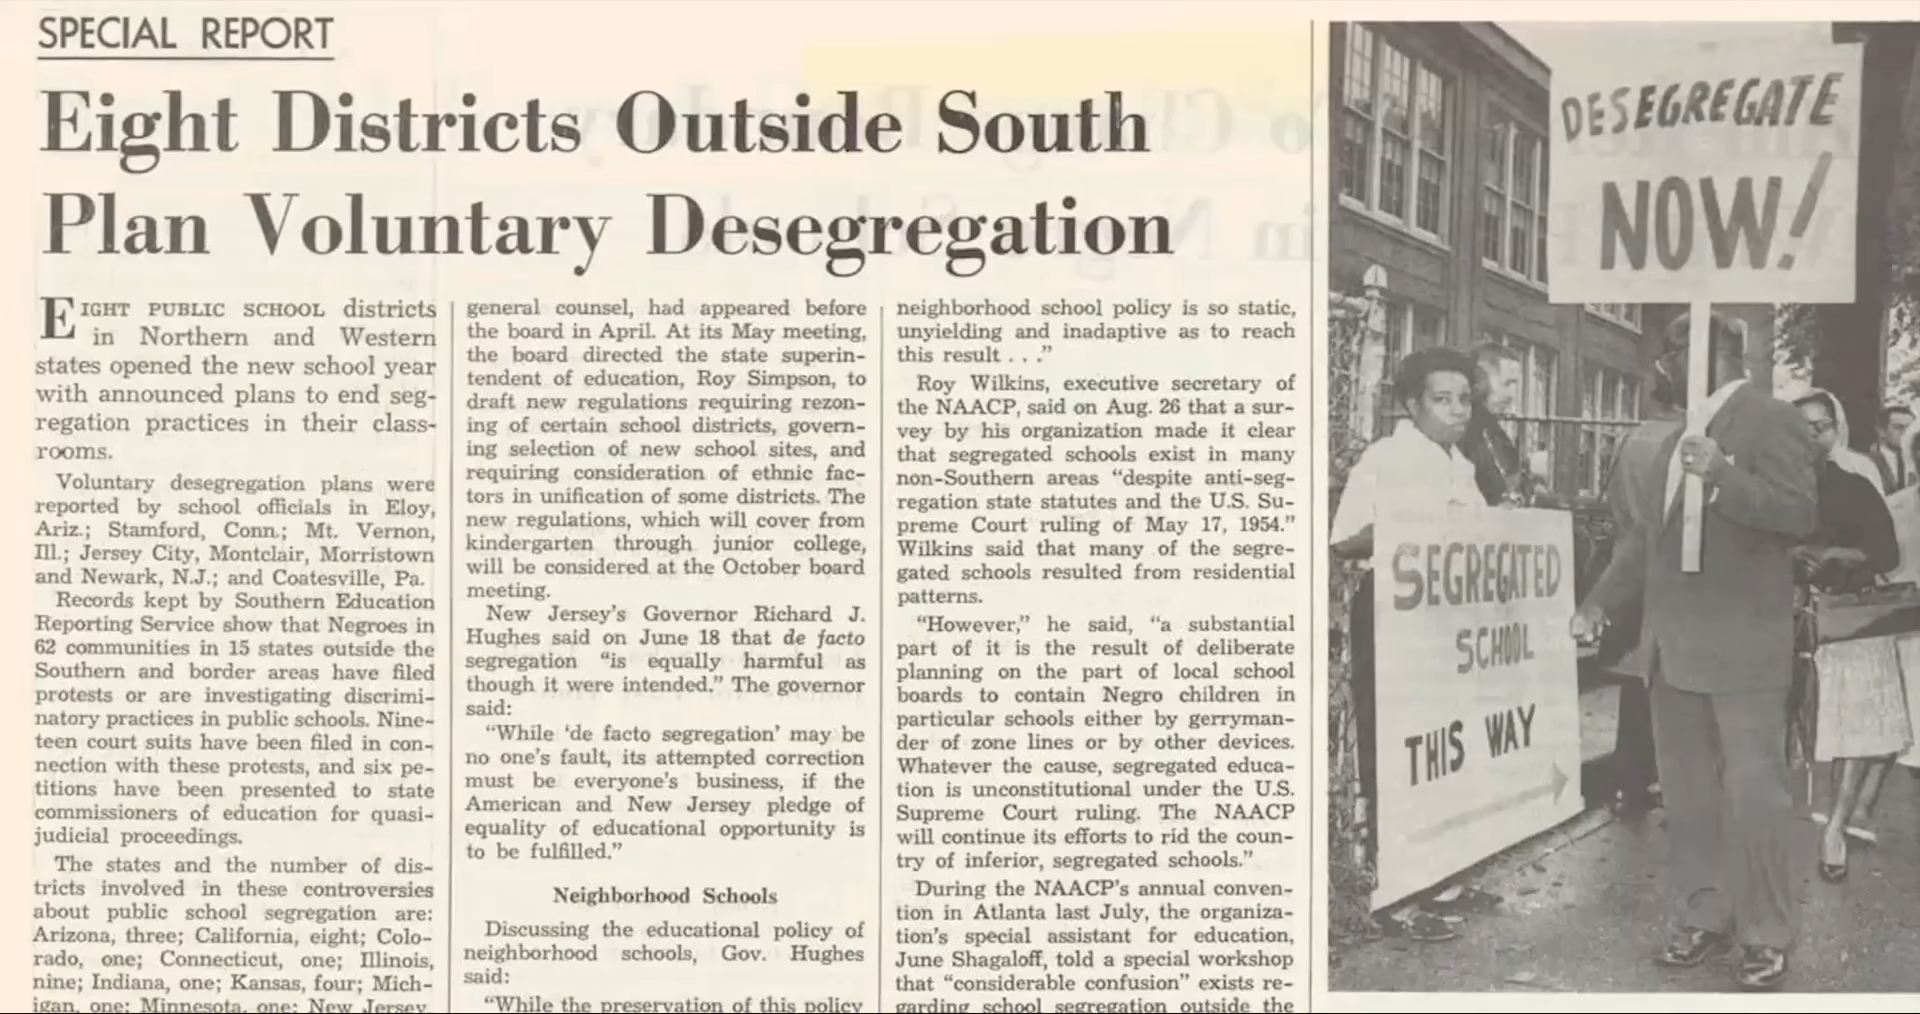 SPECIAL REPORT
Eight Districts Outside South
Plan Voluntary Desegregation
EIGHT PUBLIC SCHOOL districts
in Northern and Western
states opened the new school year
with announced plans to end seg-
regation practices in their class-
rooms.
Voluntary desegregation plans were
reported by school officials in Eloy,
Ariz.; Stamford, Conn.; Mt. Vernon,
Ill.; Jersey City, Montclair, Morristown
and Newark, N.J.; and Coatesville, Pa.
Records kept by Southern Education
Reporting Service show that Negroes in
62 communities in 15 states outside the
Southern and border areas have filed
protests or are investigating discrimi-
natory practices in public schools. Nine-
teen court suits have been filed in con-
nection with these protests, and six pe-
titions have been presented to state
commissioners of education for quasi-
judicial proceedings.
The states and the number of dis-
tricts involved in these controversies
about public school segregation are:
Arizona, three; California, eight; Colo-
rado, one; Connecticut, one; Illinois,
nine; Indiana, one; Kansas, four; Mich-
igan, one; Minnesota, one; New Jersey,
general counsel, had appeared before
the board in April. At its May meeting,
the board directed the state superin-
tendent of education, Roy Simpson, to
draft new regulations requiring rezon-
ing of certain school districts, govern-
ing selection of new school sites, and
requiring consideration of ethnic fac-
tors in unification of some districts. The
new regulations, which will cover from
kindergarten through junior college,
will be considered at the October board
meeting.
New Jersey's Governor Richard J.
Hughes said on June 18 that de facto
segregation "is equally harmful as
though it were intended." The governor
said:
"While 'de facto segregation' may be
no one's fault, its attempted correction
must be everyone's business, if the
American and New Jersey pledge of
equality of educational opportunity is
to be fulfilled."
Neighborhood Schools
Discussing the educational policy of
neighborhood schools, Gov. Hughes
said:
"While the preservation of this policy
neighborhood school policy is so static,
unyielding and inadaptive as to reach
this result . . ."
Roy Wilkins, executive secretary of
the NAACP, said on Aug. 26 that a sur-
vey by his organization made it clear
that segregated schools exist in many
non-Southern areas "despite anti-seg-
regation state statutes and the U.S. Su-
preme Court ruling of May 17, 1954."
Wilkins said that many of the segre-
gated schools resulted from residential
patterns.
"However," he said, "a substantial
part of it is the result of deliberate
planning on the part of local school
boards to contain Negro children in
particular schools either by gerryman-
der of zone lines or by other devices.
Whatever the cause, segregated educa-
tion is unconstitutional under the U.S.
Supreme Court ruling. The NAACP
will continue its efforts to rid the coun-
try of inferior, segregated schools."
During the NAACP's annual conven-
tion in Atlanta last July, the organiza-
tion's special assistant for education,
June Shagaloff, told a special workshop
that "considerable confusion" exists re-
garding school segregation outside the
DESEGREGATE
NOW!
SEGREGATED
SCHOOL
THIS WAY